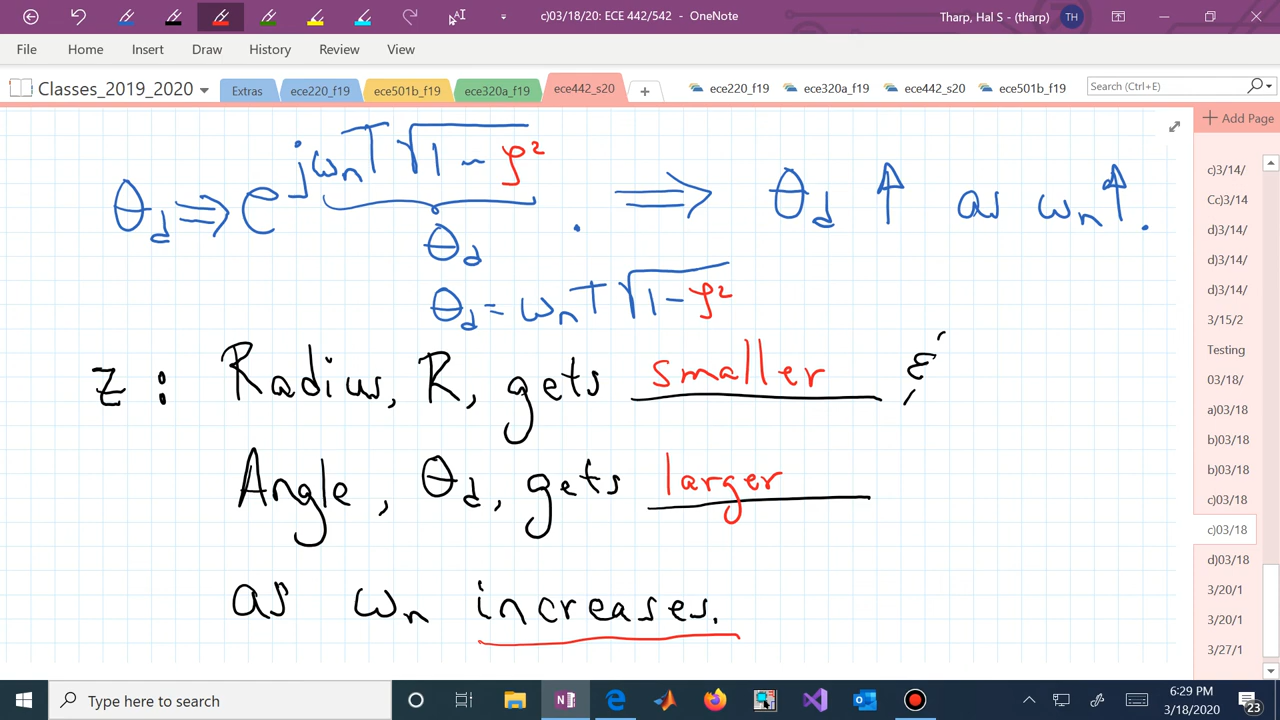 c)03/18/20: ECE 442/542 - OneNote
Tharp, Hal S - (tharp) TH
File Home Insert Draw History Review View
Classes_2019_2020 Extras ece220_f19 ece501b_f19 ece320a_f19 ece442_s20 ece220_f19 ece320a_f19 ece442_s20 ece501b_f19 Search (Ctrl+E)
Add Page
θd ⇒ e^{jωnT√(1-ρ²)} . ⇒ θd ↑ as ωn↑.
θd
θd = ωnT√(1-ρ²)
z: Radius, R, gets smaller &
Angle, θd, gets larger
as ωn increases.
c)3/14/
Cc)3/14
d)3/14/
d)3/14/
d)3/14/
3/15/2
Testing
03/18/
a)03/18
b)03/18
b)03/18
c)03/18
c)03/18
d)03/18
3/20/1
3/20/1
3/27/1
Type here to search
6:29 PM
3/18/2020
23